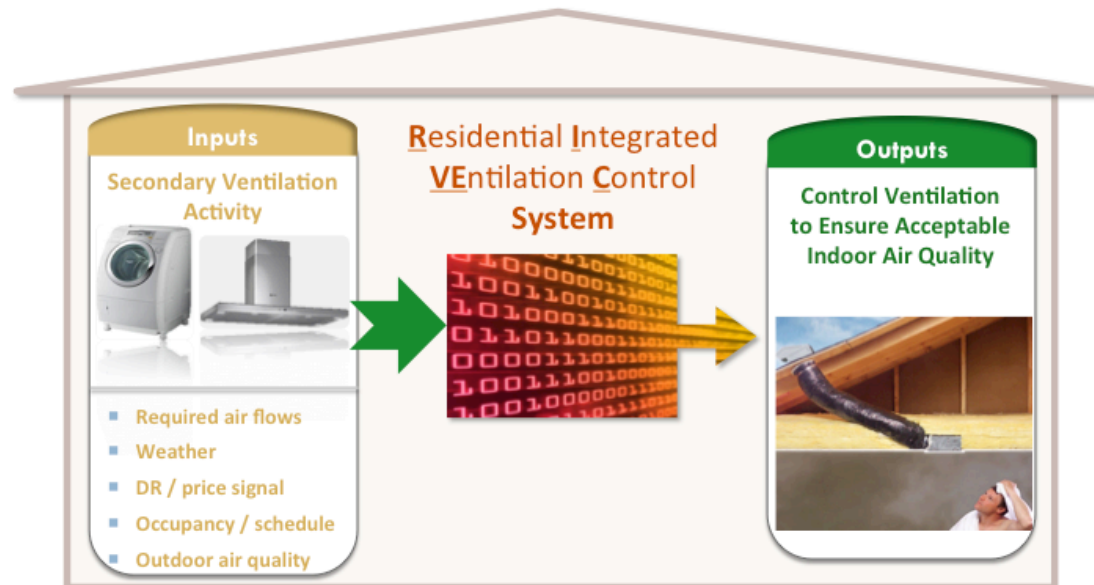 Inputs
Secondary Ventilation
Activity
Required air flows
Weather
DR / price signal
Occupancy / schedule
Outdoor air quality
Residential Integrated
VEntilation Control
System
Outputs
Control Ventilation
to Ensure Acceptable
Indoor Air Quality